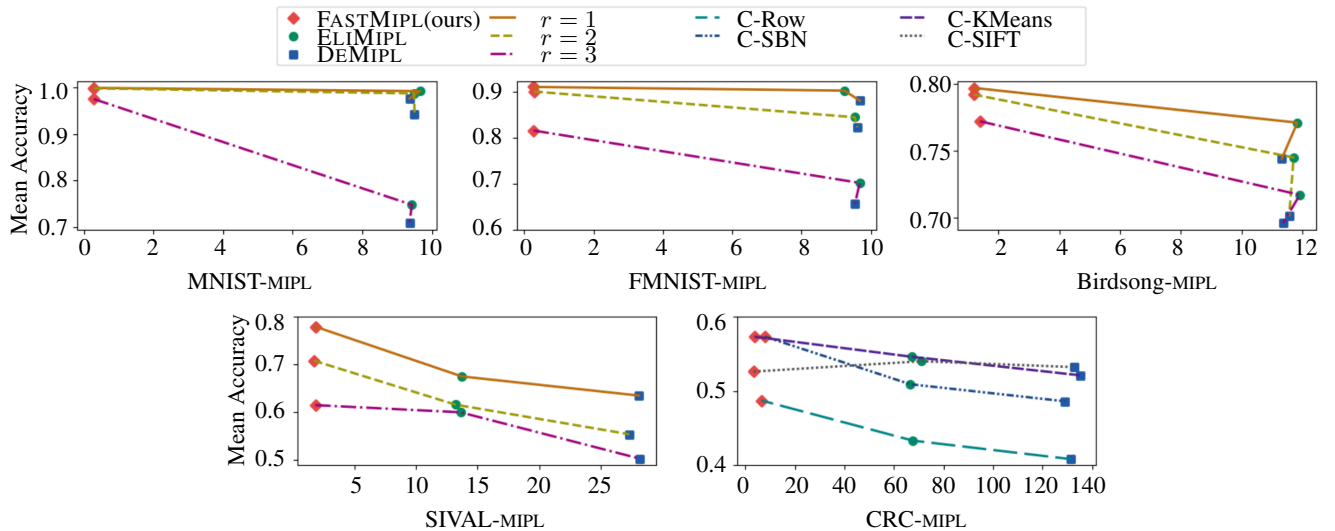 FASTMIPL(ours) r = 1 C-Row C-KMeans
ELIMIPL r = 2 C-SBN C-SIFT
DEMIPL r = 3
Mean Accuracy
1.0
0.9
0.8
0.7
0 2 4 6 8 10
MNIST-MIPL
0.9
0.8
0.7
0.6
0 2 4 6 8 10
FMNIST-MIPL
0.80
0.75
0.70
2 4 6 8 10 12
Birdsong-MIPL
Mean Accuracy
0.8
0.7
0.6
0.5
5 10 15 20 25
SIVAL-MIPL
0.6
0.5
0.4
0 20 40 60 80 100 120 140
CRC-MIPL